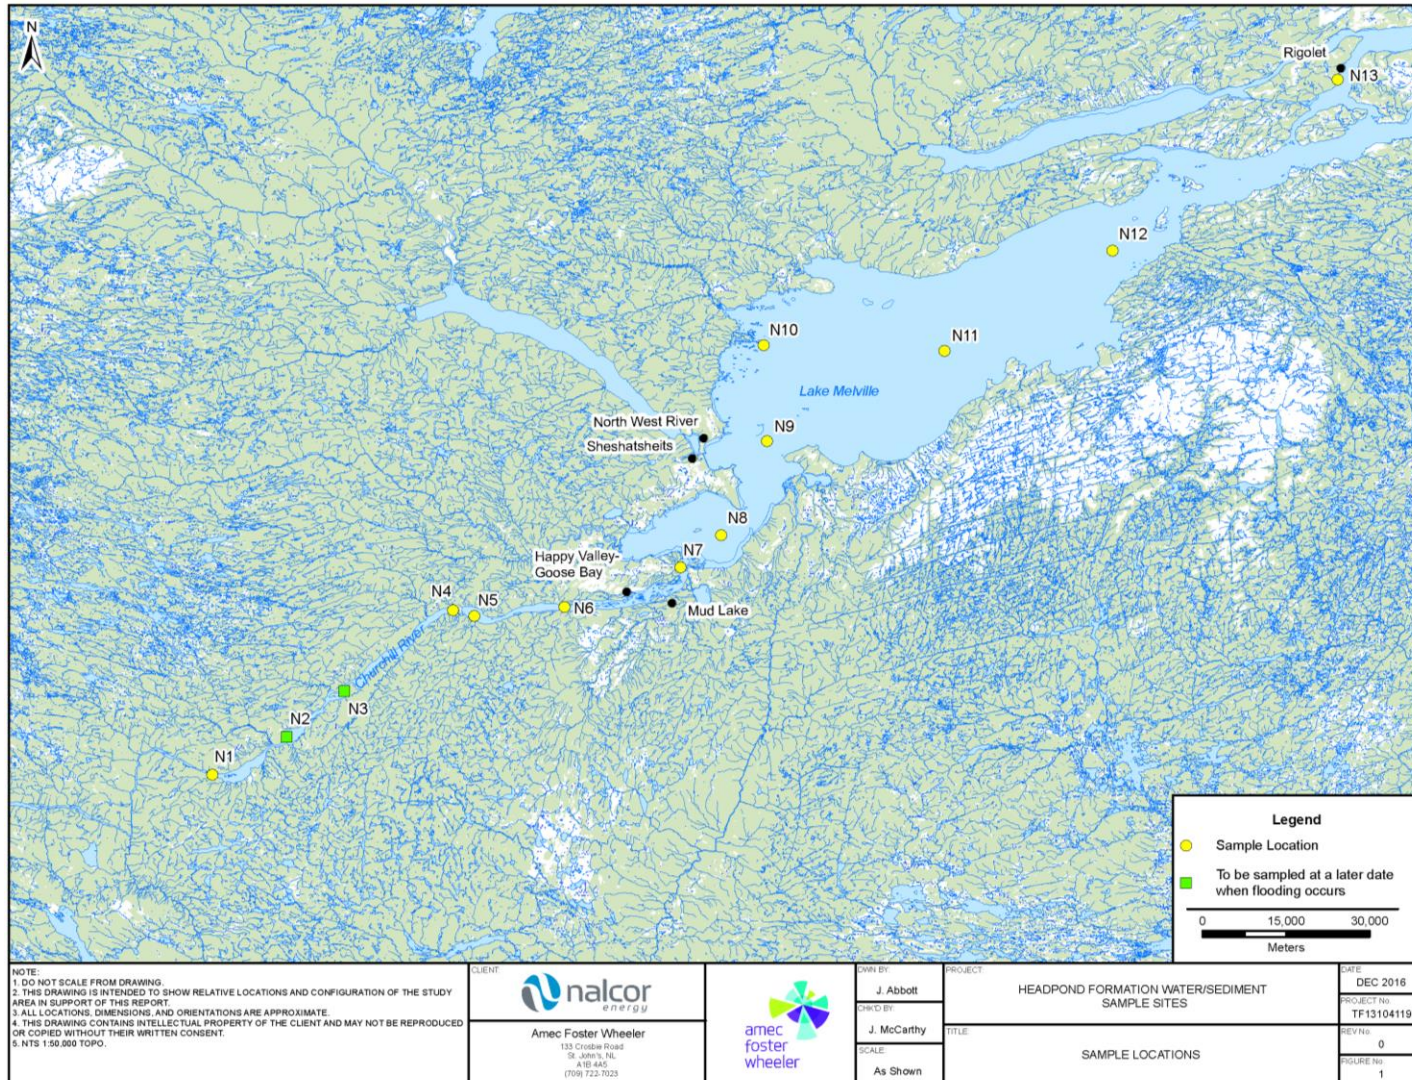 N
Rigolet
N13
N12
N10
N11
Lake Melville
North West River
N9
Sheshatsheits
N8
Happy Valley-
Goose Bay
N7
N4
N5
N6
Mud Lake
Churchill River
N3
N2
N1
Legend
Sample Location
To be sampled at a later date
when flooding occurs
0 15,000 30,000
Meters
NOTE:
1. DO NOT SCALE FROM DRAWING.
2. THIS DRAWING IS INTENDED TO SHOW RELATIVE LOCATIONS AND CONFIGURATION OF THE STUDY
AREA IN SUPPORT OF THIS REPORT.
3. ALL LOCATIONS, DIMENSIONS, AND ORIENTATIONS ARE APPROXIMATE.
4. THIS DRAWING CONTAINS INTELLECTUAL PROPERTY OF THE CLIENT AND MAY NOT BE REPRODUCED
OR COPIED WITHOUT THEIR WRITTEN CONSENT.
5. NTS 1:50,000 TOPO.
CLIENT:
nalcor
energy
Amec Foster Wheeler
133 Crosbie Road
St. John's, NL
A1B 4A5
(709) 722-7023
amec
foster
wheeler
DWN BY:
J. Abbott
CHK'D BY:
J. McCarthy
SCALE:
As Shown
PROJECT:
HEADPOND FORMATION WATER/SEDIMENT
SAMPLE SITES
TITLE:
SAMPLE LOCATIONS
DATE
DEC 2016
PROJECT No.
TF13104119
REV No.
0
FIGURE No
1